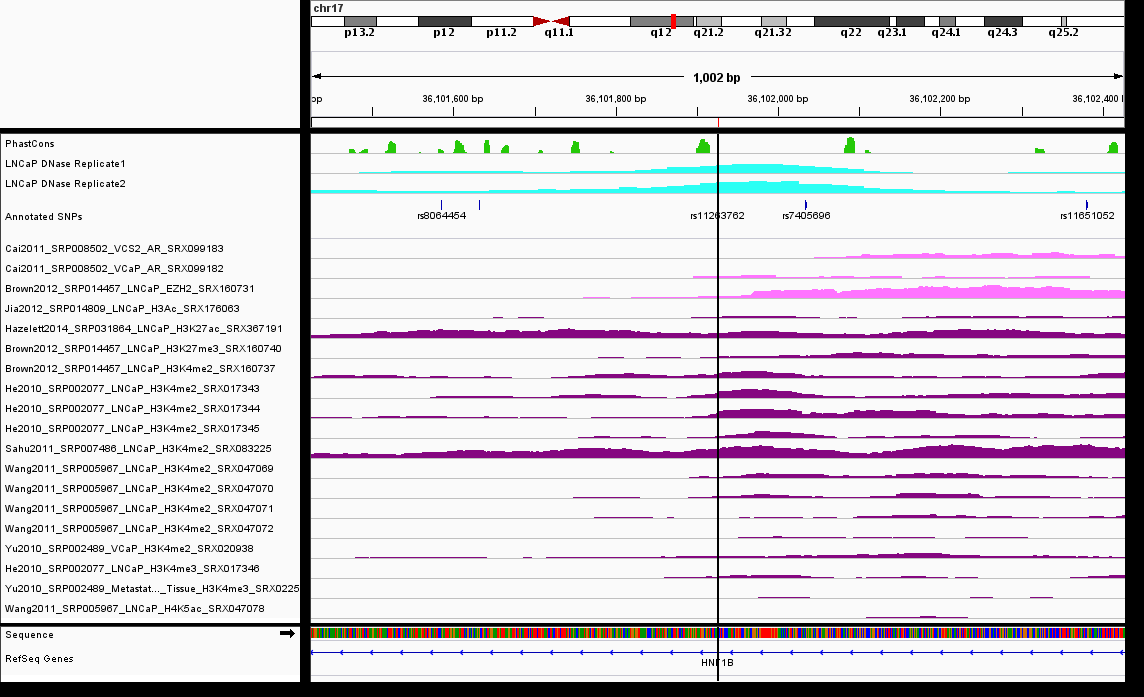 chr17
p13.2 p12 p11.2 q11.1 q12 q21.2 q21.32 q22 q23.1 q24.1 q24.3 q25.2
1,002 bp
bp 36,101,600 bp 36,101,800 bp 36,102,000 bp 36,102,200 bp 36,102,400 l
PhastCons
LNCaP DNase Replicate1
LNCaP DNase Replicate2
Annotated SNPs
rs8064454 rs11263762 rs7405696 rs11651052
Cai2011_SRP008502_VCS2_AR_SRX099183
Cai2011_SRP008502_VCaP_AR_SRX099182
Brown2012_SRP014457_LNCaP_EZH2_SRX160731
Jia2012_SRP014809_LNCaP_H3Ac_SRX176063
Hazelett2014_SRP031864_LNCaP_H3K27ac_SRX367191
Brown2012_SRP014457_LNCaP_H3K27me3_SRX160740
Brown2012_SRP014457_LNCaP_H3K4me2_SRX160737
He2010_SRP002077_LNCaP_H3K4me2_SRX017343
He2010_SRP002077_LNCaP_H3K4me2_SRX017344
He2010_SRP002077_LNCaP_H3K4me2_SRX017345
Sahu2011_SRP007486_LNCaP_H3K4me2_SRX083225
Wang2011_SRP005967_LNCaP_H3K4me2_SRX047069
Wang2011_SRP005967_LNCaP_H3K4me2_SRX047070
Wang2011_SRP005967_LNCaP_H3K4me2_SRX047071
Wang2011_SRP005967_LNCaP_H3K4me2_SRX047072
Yu2010_SRP002489_VCaP_H3K4me2_SRX020938
He2010_SRP002077_LNCaP_H3K4me3_SRX017346
Yu2010_SRP002489_Metastat..._Tissue_H3K4me3_SRX0225
Wang2011_SRP005967_LNCaP_H4K5ac_SRX047078
Sequence
RefSeq Genes
HNF1B